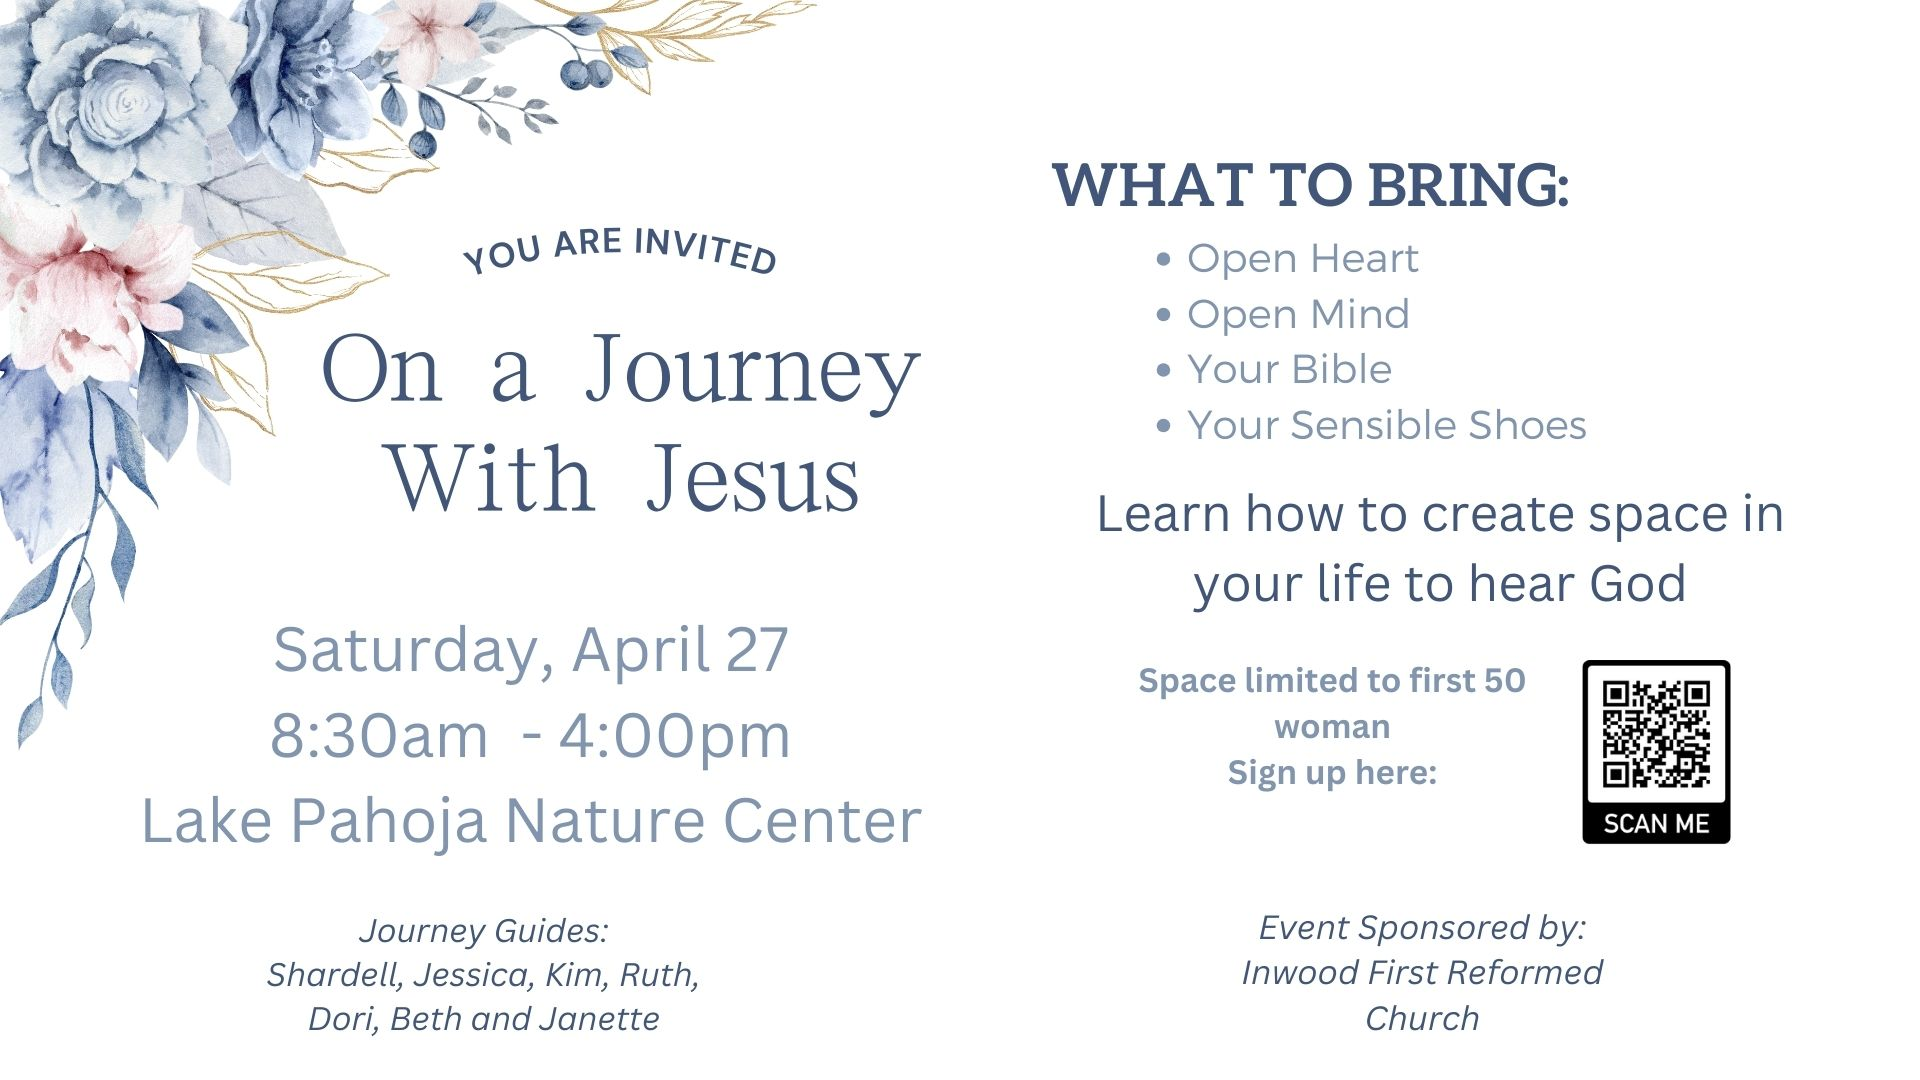 YOU ARE INVITED
On a Journey
With Jesus
Saturday, April 27
8:30am - 4:00pm
Lake Pahoja Nature Center
Journey Guides:
Shardell, Jessica, Kim, Ruth,
Dori, Beth and Janette
WHAT TO BRING:
• Open Heart
• Open Mind
• Your Bible
• Your Sensible Shoes
Learn how to create space in
your life to hear God
Space limited to first 50
woman
Sign up here:
SCAN ME
Event Sponsored by:
Inwood First Reformed
Church